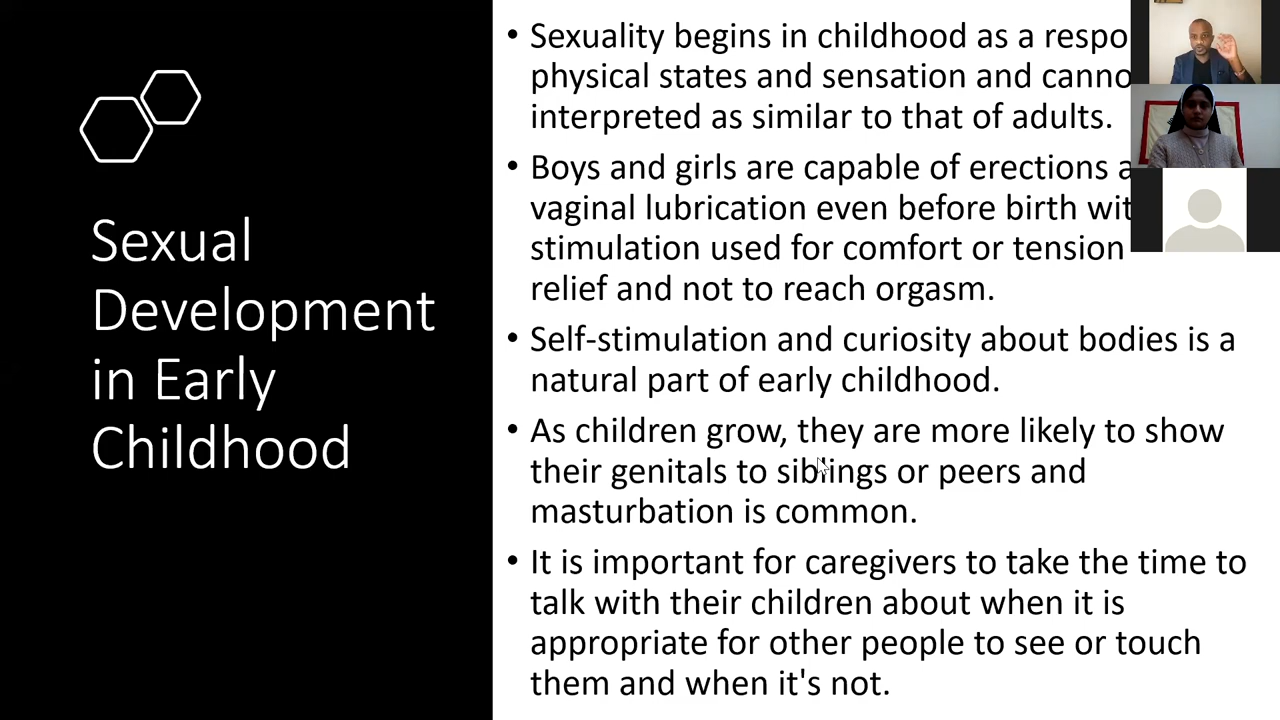 Sexual
Development
in Early
Childhood
• Sexuality begins in childhood as a
physical states and sensation and
interpreted as similar to that of adults.
• Boys and girls are capable of erections
vaginal lubrication even before birth
stimulation used for comfort or tension
relief and not to reach orgasm.
• Self-stimulation and curiosity about bodies is a
natural part of early childhood.
• As children grow, they are more likely to show
their genitals to siblings or peers and
masturbation is common.
• It is important for caregivers to take the time to
talk with their children about when it is
appropriate for other people to see or touch
them and when it's not.